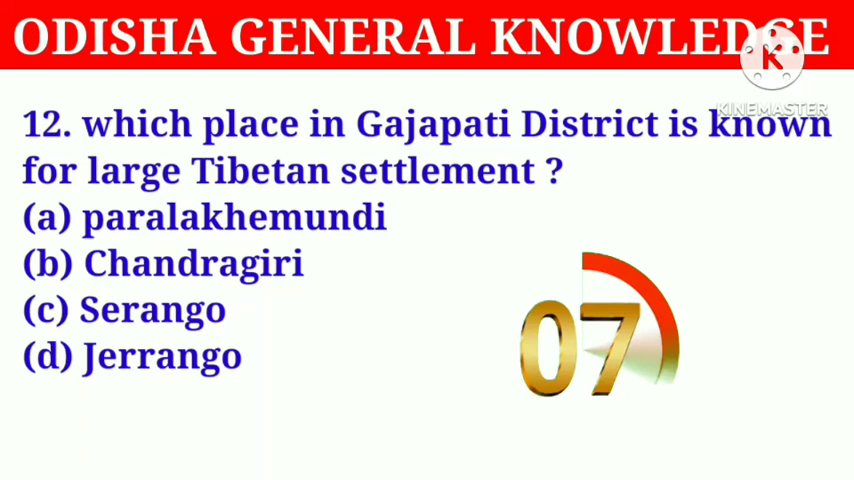 ODISHA GENERAL KNOWLEDGE
K
KINEMASTER
12. which place in Gajapati District is known
for large Tibetan settlement ?
(a) paralakhemundi
(b) Chandragiri
(c) Serango
(d) Jerrango
07